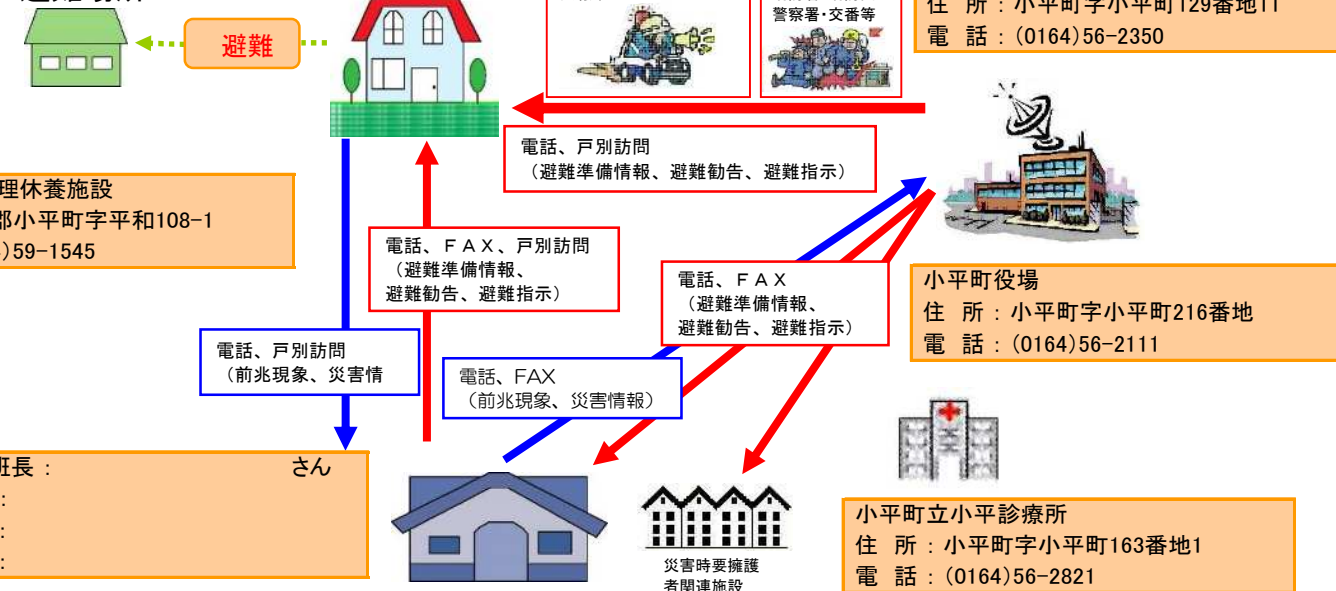 避難
警察署・交番等
住 所：小平町字小平町129番地11
電 話：(0164)56-2350
電話、戸別訪問
（避難準備情報、避難勧告、避難指示）
理休養施設
郡小平町字平和108-1
)59-1545
電話、ＦＡＸ、戸別訪問
（避難準備情報、
避難勧告、避難指示）
電話、ＦＡＸ
（避難準備情報、
避難勧告、避難指示）
小平町役場
住 所：小平町字小平町216番地
電 話：(0164)56-2111
電話、戸別訪問
（前兆現象、災害情
電話、FAX
（前兆現象、災害情報）
班長： さん
：
：
：
災害時要擁護
者関連施設
小平町立小平診療所
住 所：小平町字小平町163番地1
電 話：(0164)56-2821